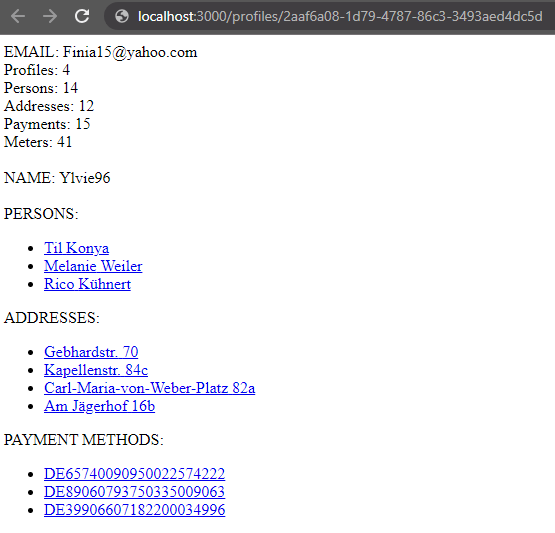 localhost:3000/profiles/2aaf6a08-1d79-4787-86c3-3493aed4dc5d
EMAIL: Finia15@yahoo.com
Profiles: 4
Persons: 14
Addresses: 12
Payments: 15
Meters: 41
NAME: Ylvie96
PERSONS:
Til Konya
Melanie Weiler
Rico Kühnert
ADDRESSES:
Gebhardstr. 70
Kapellenstr. 84c
Carl-Maria-von-Weber-Platz 82a
Am Jägerhof 16b
PAYMENT METHODS:
DE65740090950022574222
DE89060793750335009063
DE39906607182200034996